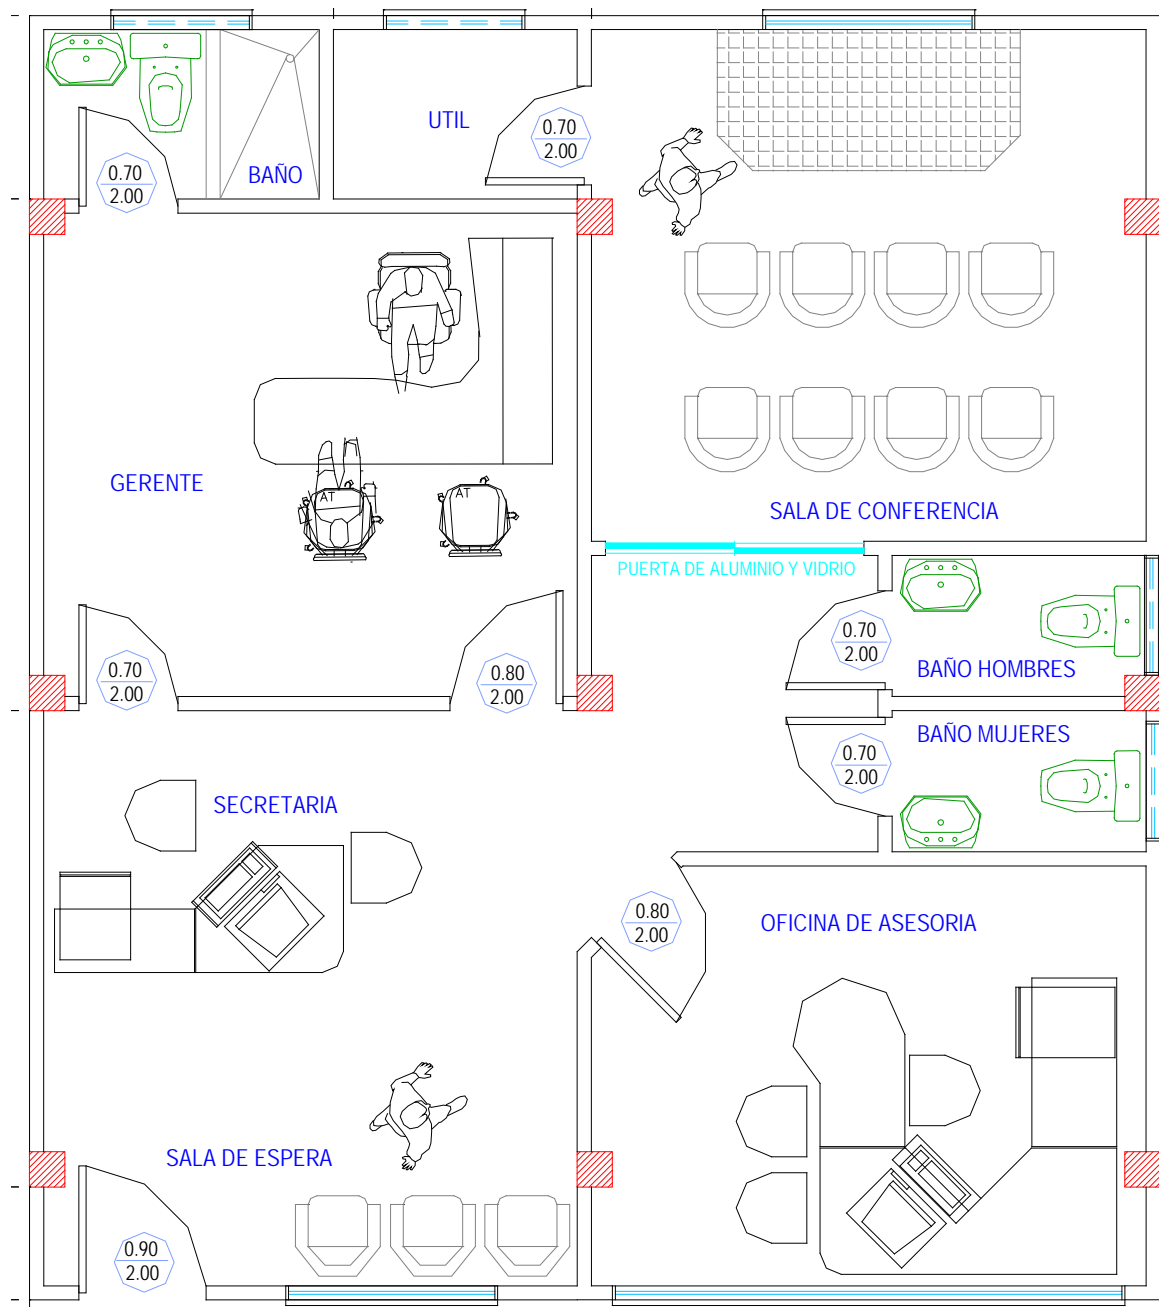 UTIL
0.70
2.00
0.70
2.00
BAÑO
GERENTE
AT
AT
SALA DE CONFERENCIA
PUERTA DE ALUMINIO Y VIDRIO
0.70
2.00
BAÑO HOMBRES
0.70
2.00
0.80
2.00
BAÑO MUJERES
0.70
2.00
SECRETARIA
0.80
2.00
OFICINA DE ASESORIA
SALA DE ESPERA
0.90
2.00